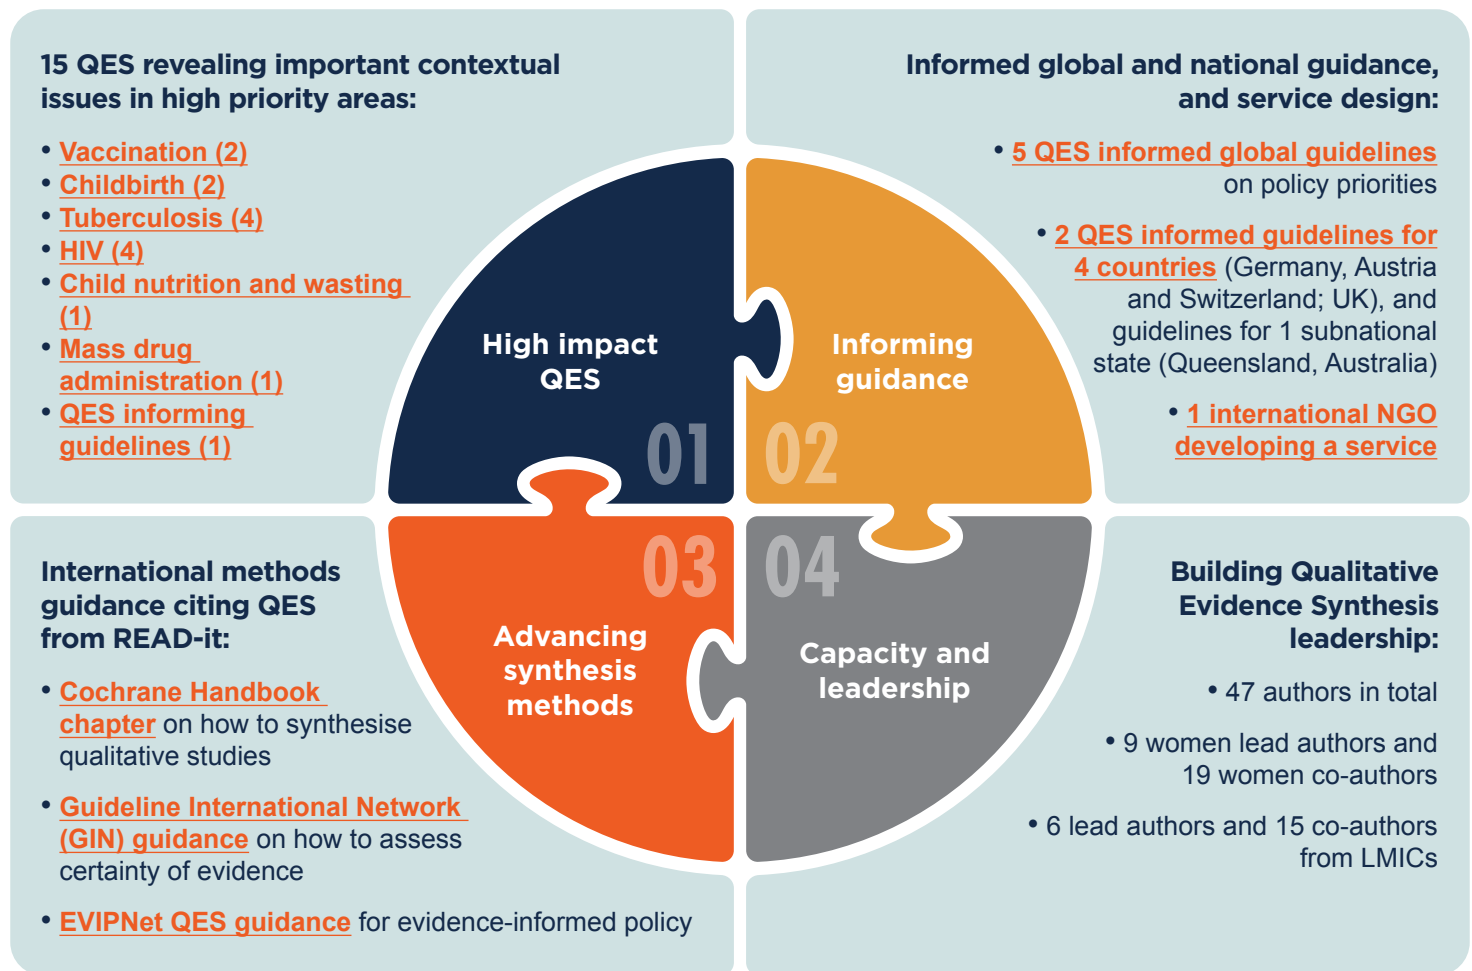 15 QES revealing important contextual
issues in high priority areas:
• Vaccination (2)
• Childbirth (2)
• Tuberculosis (4)
• HIV (4)
• Child nutrition and wasting
(1)
• Mass drug
administration (1)
• QES informing
guidelines (1)
Informed global and national guidance,
and service design:
• 5 QES informed global guidelines
on policy priorities
• 2 QES informed guidelines for
4 countries (Germany, Austria
and Switzerland; UK), and
guidelines for 1 subnational
state (Queensland, Australia)
• 1 international NGO
developing a service
High impact
QES
01
Informing
guidance
02
03
Advancing
synthesis
methods
04
Capacity and
leadership
International methods
guidance citing QES
from READ-it:
• Cochrane Handbook
chapter on how to synthesise
qualitative studies
• Guideline International Network
(GIN) guidance on how to assess
certainty of evidence
• EVIPNet QES guidance for evidence-informed policy
Building Qualitative
Evidence Synthesis
leadership:
• 47 authors in total
• 9 women lead authors and
19 women co-authors
• 6 lead authors and 15 co-authors
from LMICs